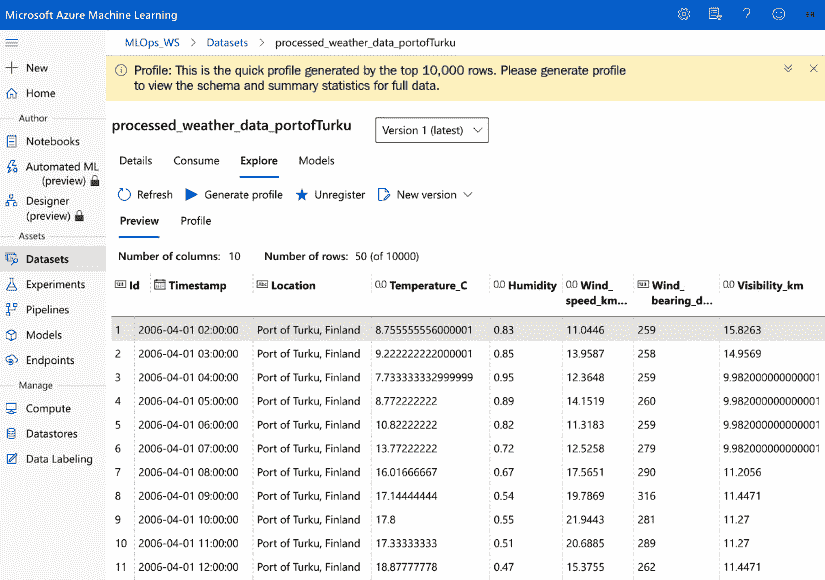 Microsoft Azure Machine Learning
MLOps_WS > Datasets > processed_weather_data_portofTurku
New
Home
Author
Notebooks
Automated ML
(preview)
Designer
(preview)
Assets
Datasets
Experiments
Pipelines
Models
Endpoints
Manage
Compute
Datastores
Data Labeling
Profile: This is the quick profile generated by the top 10,000 rows. Please generate profile
to view the schema and summary statistics for full data.
processed_weather_data_portofTurku Version 1 (latest)
Details Consume Explore Models
Refresh Generate profile Unregister New version
Preview Profile
Number of columns: 10 Number of rows: 50 (of 10000)
Id Timestamp Location 0.0 Temperature_C 0.0 Humidity 0.0 Wind_ Wind_ 0.0 Visibility_km
speed_km... bearing_d...
1 2006-04-01 02:00:00 Port of Turku, Finland 8.755555556000001 0.83 11.0446 259 15.8263
2 2006-04-01 03:00:00 Port of Turku, Finland 9.222222222000001 0.85 13.9587 258 14.9569
3 2006-04-01 04:00:00 Port of Turku, Finland 7.733333332999999 0.95 12.3648 259 9.982000000000001
4 2006-04-01 05:00:00 Port of Turku, Finland 8.772222222 0.89 14.1519 260 9.982000000000001
5 2006-04-01 06:00:00 Port of Turku, Finland 10.82222222 0.82 11.3183 259 9.982000000000001
6 2006-04-01 07:00:00 Port of Turku, Finland 13.77222222 0.72 12.5258 279 9.982000000000001
7 2006-04-01 08:00:00 Port of Turku, Finland 16.01666667 0.67 17.5651 290 11.2056
8 2006-04-01 09:00:00 Port of Turku, Finland 17.14444444 0.54 19.7869 316 11.4471
9 2006-04-01 10:00:00 Port of Turku, Finland 17.8 0.55 21.9443 281 11.27
10 2006-04-01 11:00:00 Port of Turku, Finland 17.33333333 0.51 20.6885 289 11.27
11 2006-04-01 12:00:00 Port of Turku, Finland 18.87777778 0.47 15.3755 262 11.4471